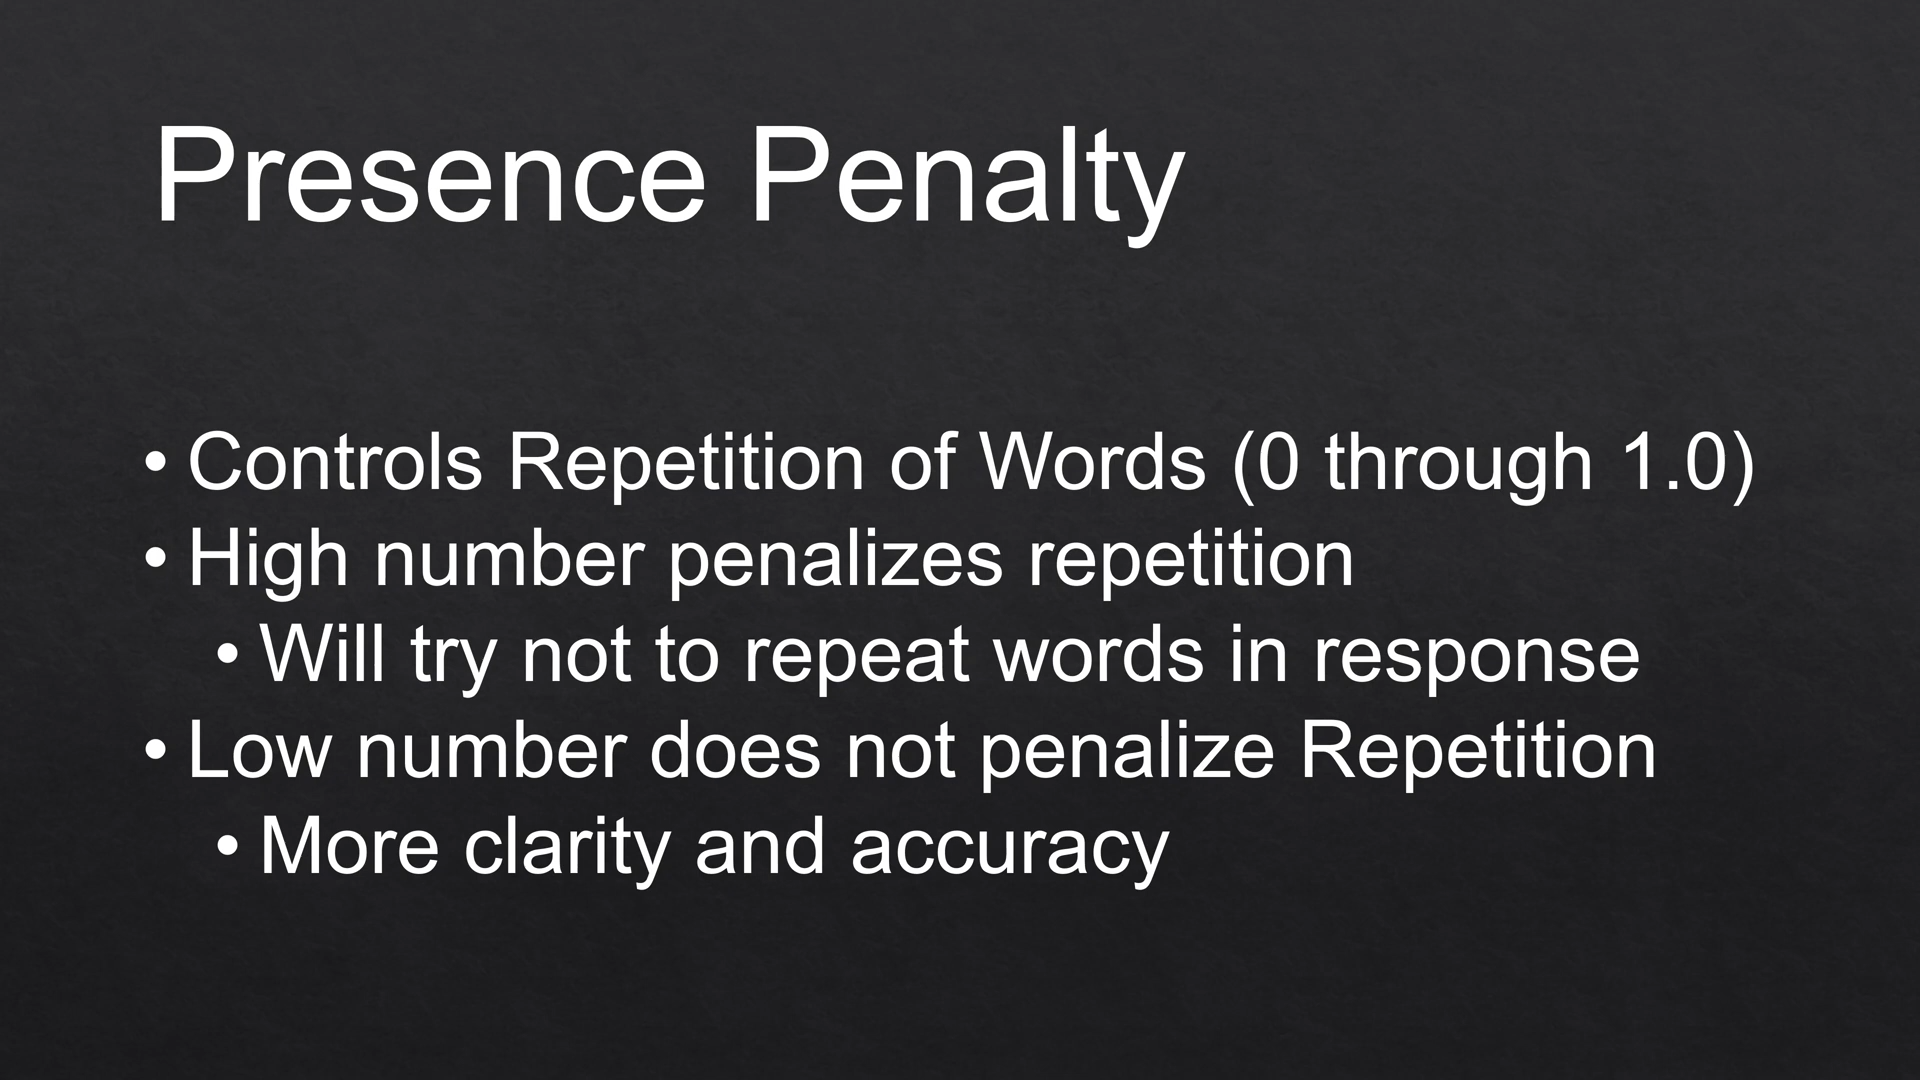 Presence Penalty
• Controls Repetition of Words (0 through 1.0)
• High number penalizes repetition
• Will try not to repeat words in response
• Low number does not penalize Repetition
• More clarity and accuracy